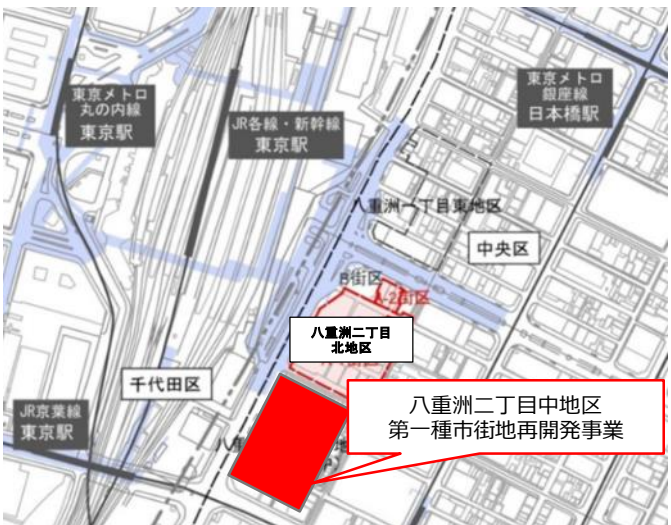 東京メトロ
丸の内線
東京駅
JR各線・新幹線
東京駅
東京メトロ
銀座線
日本橋駅
八重洲一丁目東地区
中央区
B街区
A-2街区
八重洲二丁目
北地区
千代田区
JR京葉線
東京駅
八重洲二丁目中地区
第一種市街地再開発事業